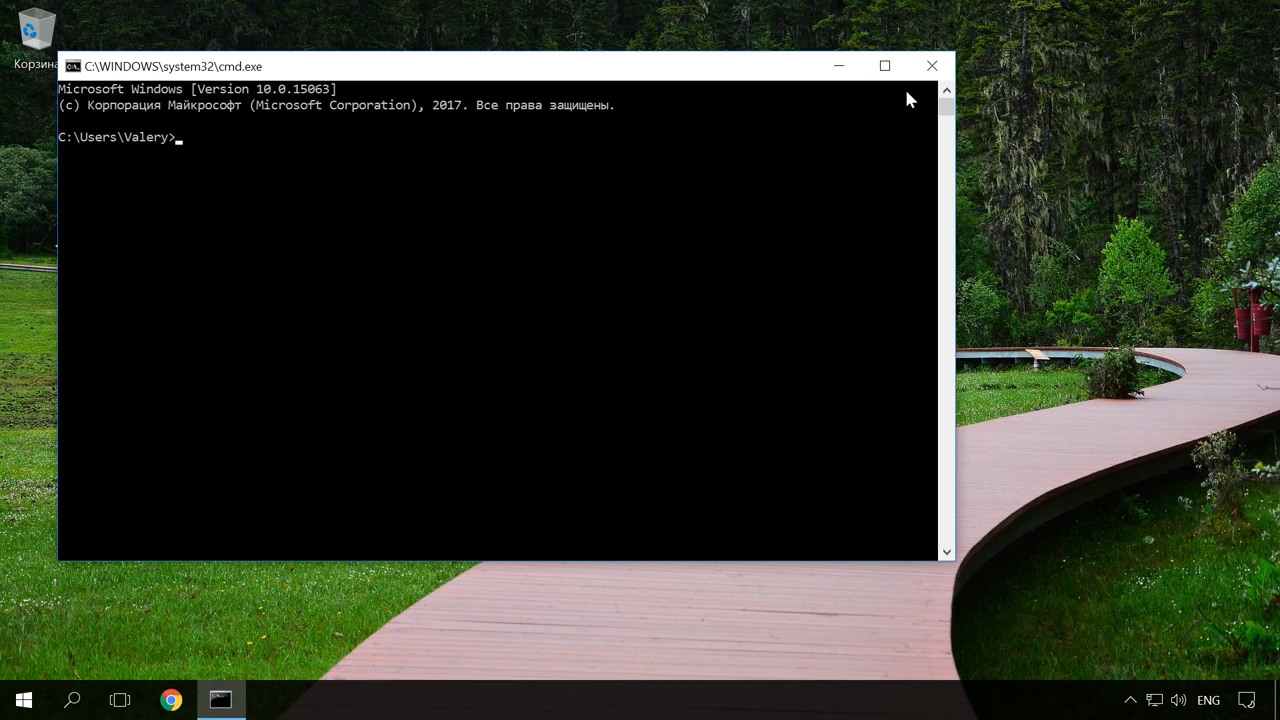 Корзина
C:\WINDOWS\system32\cmd.exe
Microsoft Windows [Version 10.0.15063]
(c) Корпорация Майкрософт (Microsoft Corporation), 2017. Все права защищены.
C:\Users\Valery>
ENG